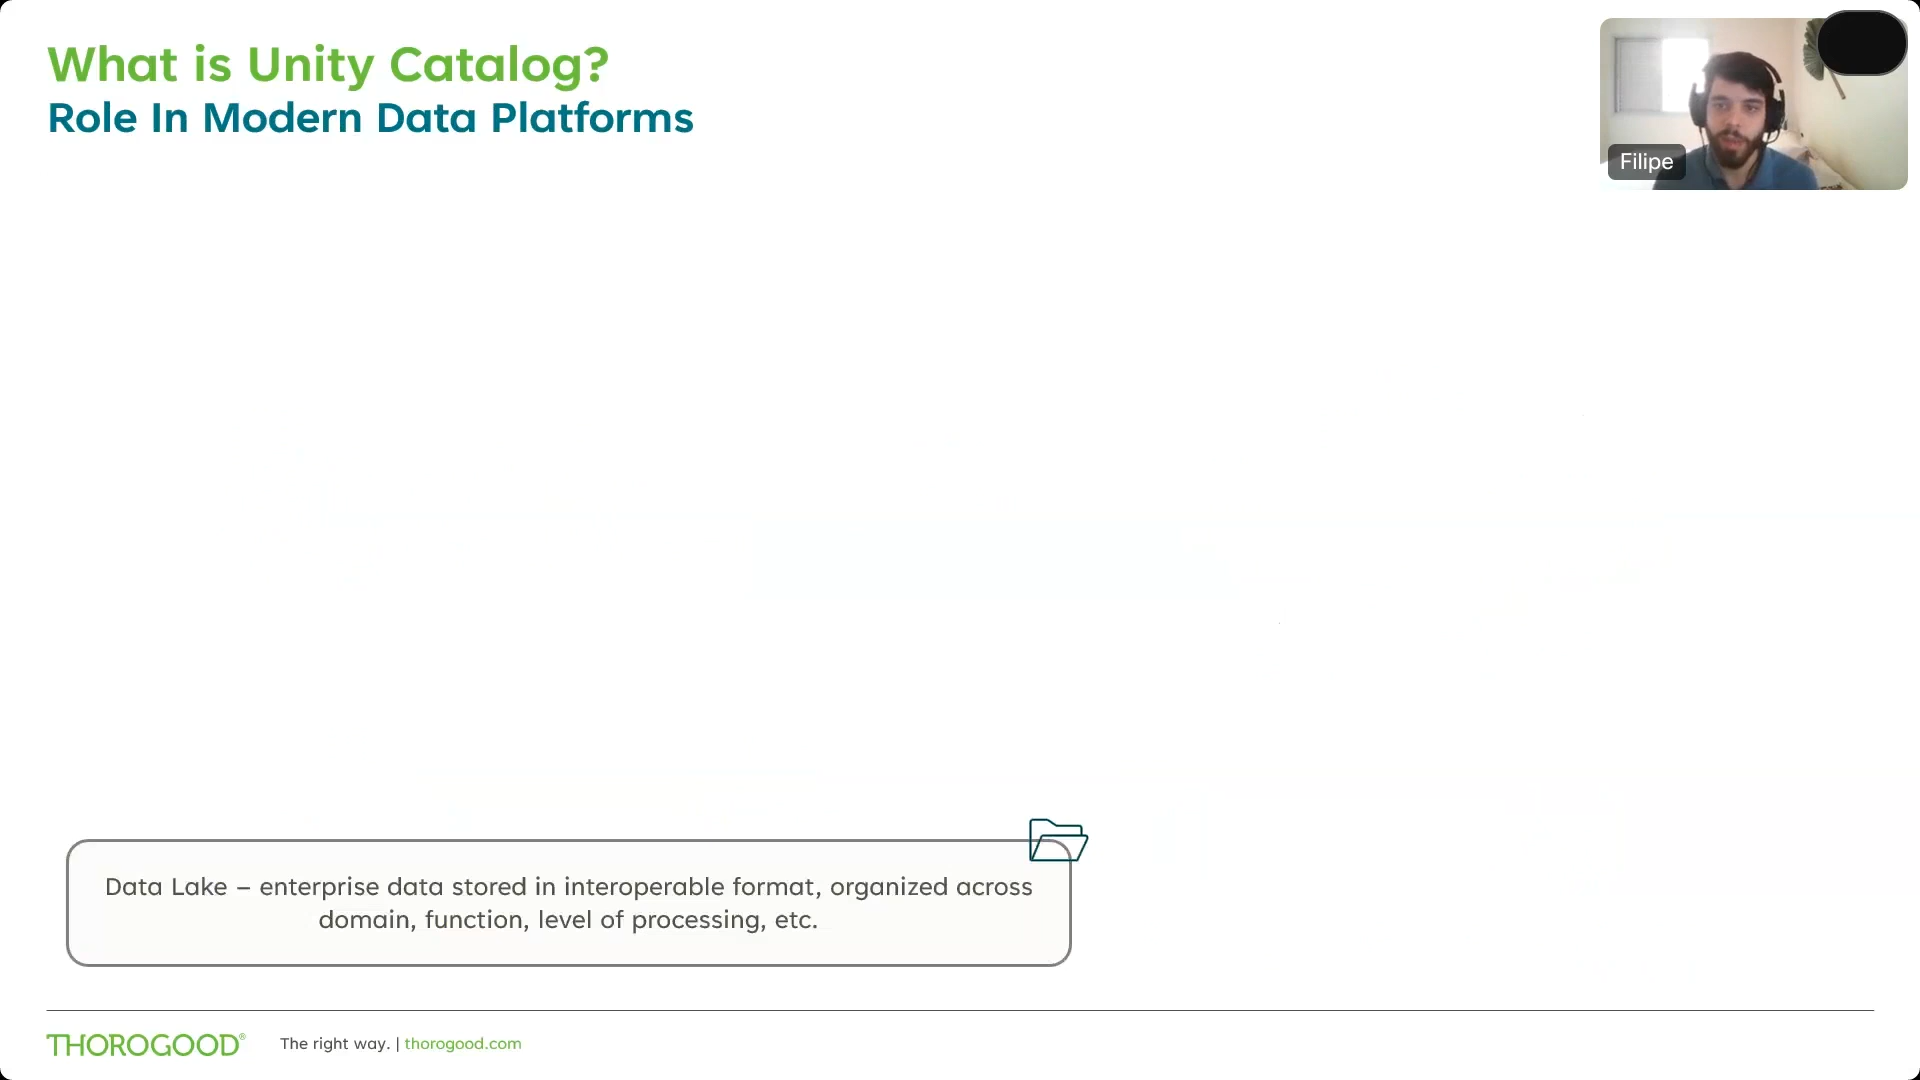 What is Unity Catalog?
Role In Modern Data Platforms
Filipe
Data Lake – enterprise data stored in interoperable format, organized across
domain, function, level of processing, etc.
THOROGOOD®
The right way. | thorogood.com